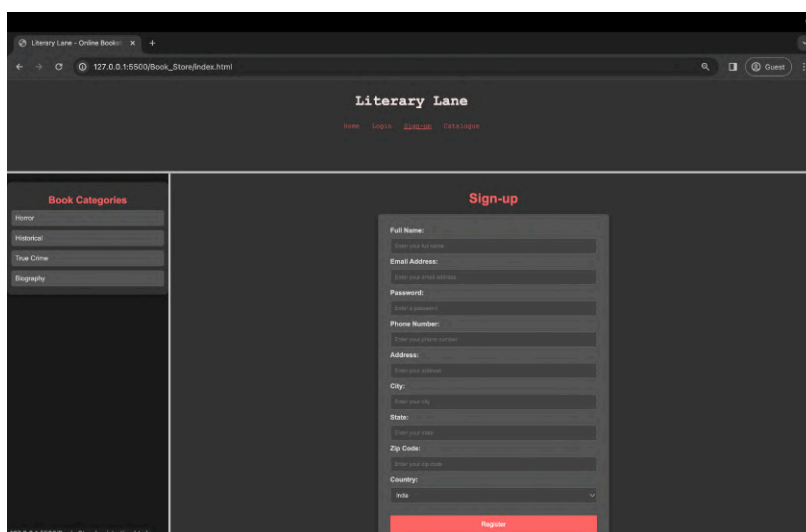 Literary Lane - Online Books
127.0.0.1:5500/Book_Store/index.html
Guest
Literary Lane
Home Login Sign-up Catalogue
Book Categories
Horror
Historical
True Crime
Biography
Sign-up
Full Name:
Enter your full name
Email Address:
Enter your email address
Password:
Enter a password
Phone Number:
Enter your phone number
Address:
Enter your address
City:
Enter your city
State:
Enter your state
Zip Code:
Enter your zip code
Country:
India
Register